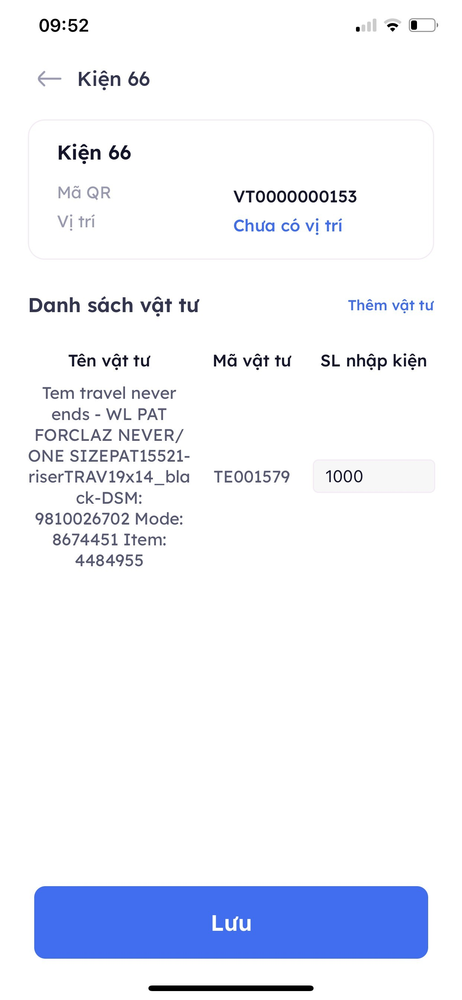 09:52
Kiện 66
Kiện 66
Mã QR VT0000000153
Vị trí Chưa có vị trí
Danh sách vật tư Thêm vật tư
Tên vật tư Mã vật tư SL nhập kiện
Tem travel never
ends - WL PAT
FORCLAZ NEVER/
ONE SIZEPAT15521-
riserTRAV19x14_bla
ck-DSM:
9810026702 Mode:
8674451 Item:
4484955
TE001579
1000
Lưu